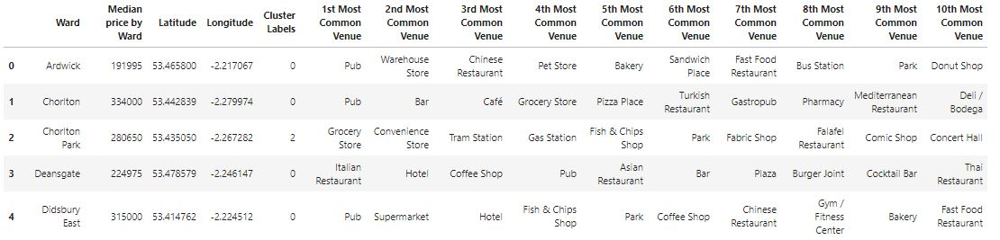 Ward Median price by Ward Latitude Longitude Cluster Labels 1st Most Common Venue 2nd Most Common Venue 3rd Most Common Venue 4th Most Common Venue 5th Most Common Venue 6th Most Common Venue 7th Most Common Venue 8th Most Common Venue 9th Most Common Venue 10th Most Common Venue
0 Ardwick 191995 53.465800 -2.217067 0 Pub Warehouse Store Chinese Restaurant Pet Store Bakery Sandwich Place Fast Food Restaurant Bus Station Park Donut Shop
1 Chorlton 334000 53.442839 -2.279974 0 Pub Bar Café Grocery Store Pizza Place Turkish Restaurant Gastropub Pharmacy Mediterranean Restaurant Deli / Bodega
2 Chorlton Park 280650 53.435050 -2.267282 2 Grocery Store Convenience Store Tram Station Gas Station Fish & Chips Shop Park Fabric Shop Falafel Restaurant Comic Shop Concert Hall
3 Deansgate 224975 53.478579 -2.246147 0 Italian Restaurant Hotel Coffee Shop Pub Asian Restaurant Bar Plaza Burger Joint Cocktail Bar Thai Restaurant
4 Didsbury East 315000 53.414762 -2.224512 0 Pub Supermarket Hotel Fish & Chips Shop Park Coffee Shop Chinese Restaurant Gym / Fitness Center Bakery Fast Food Restaurant